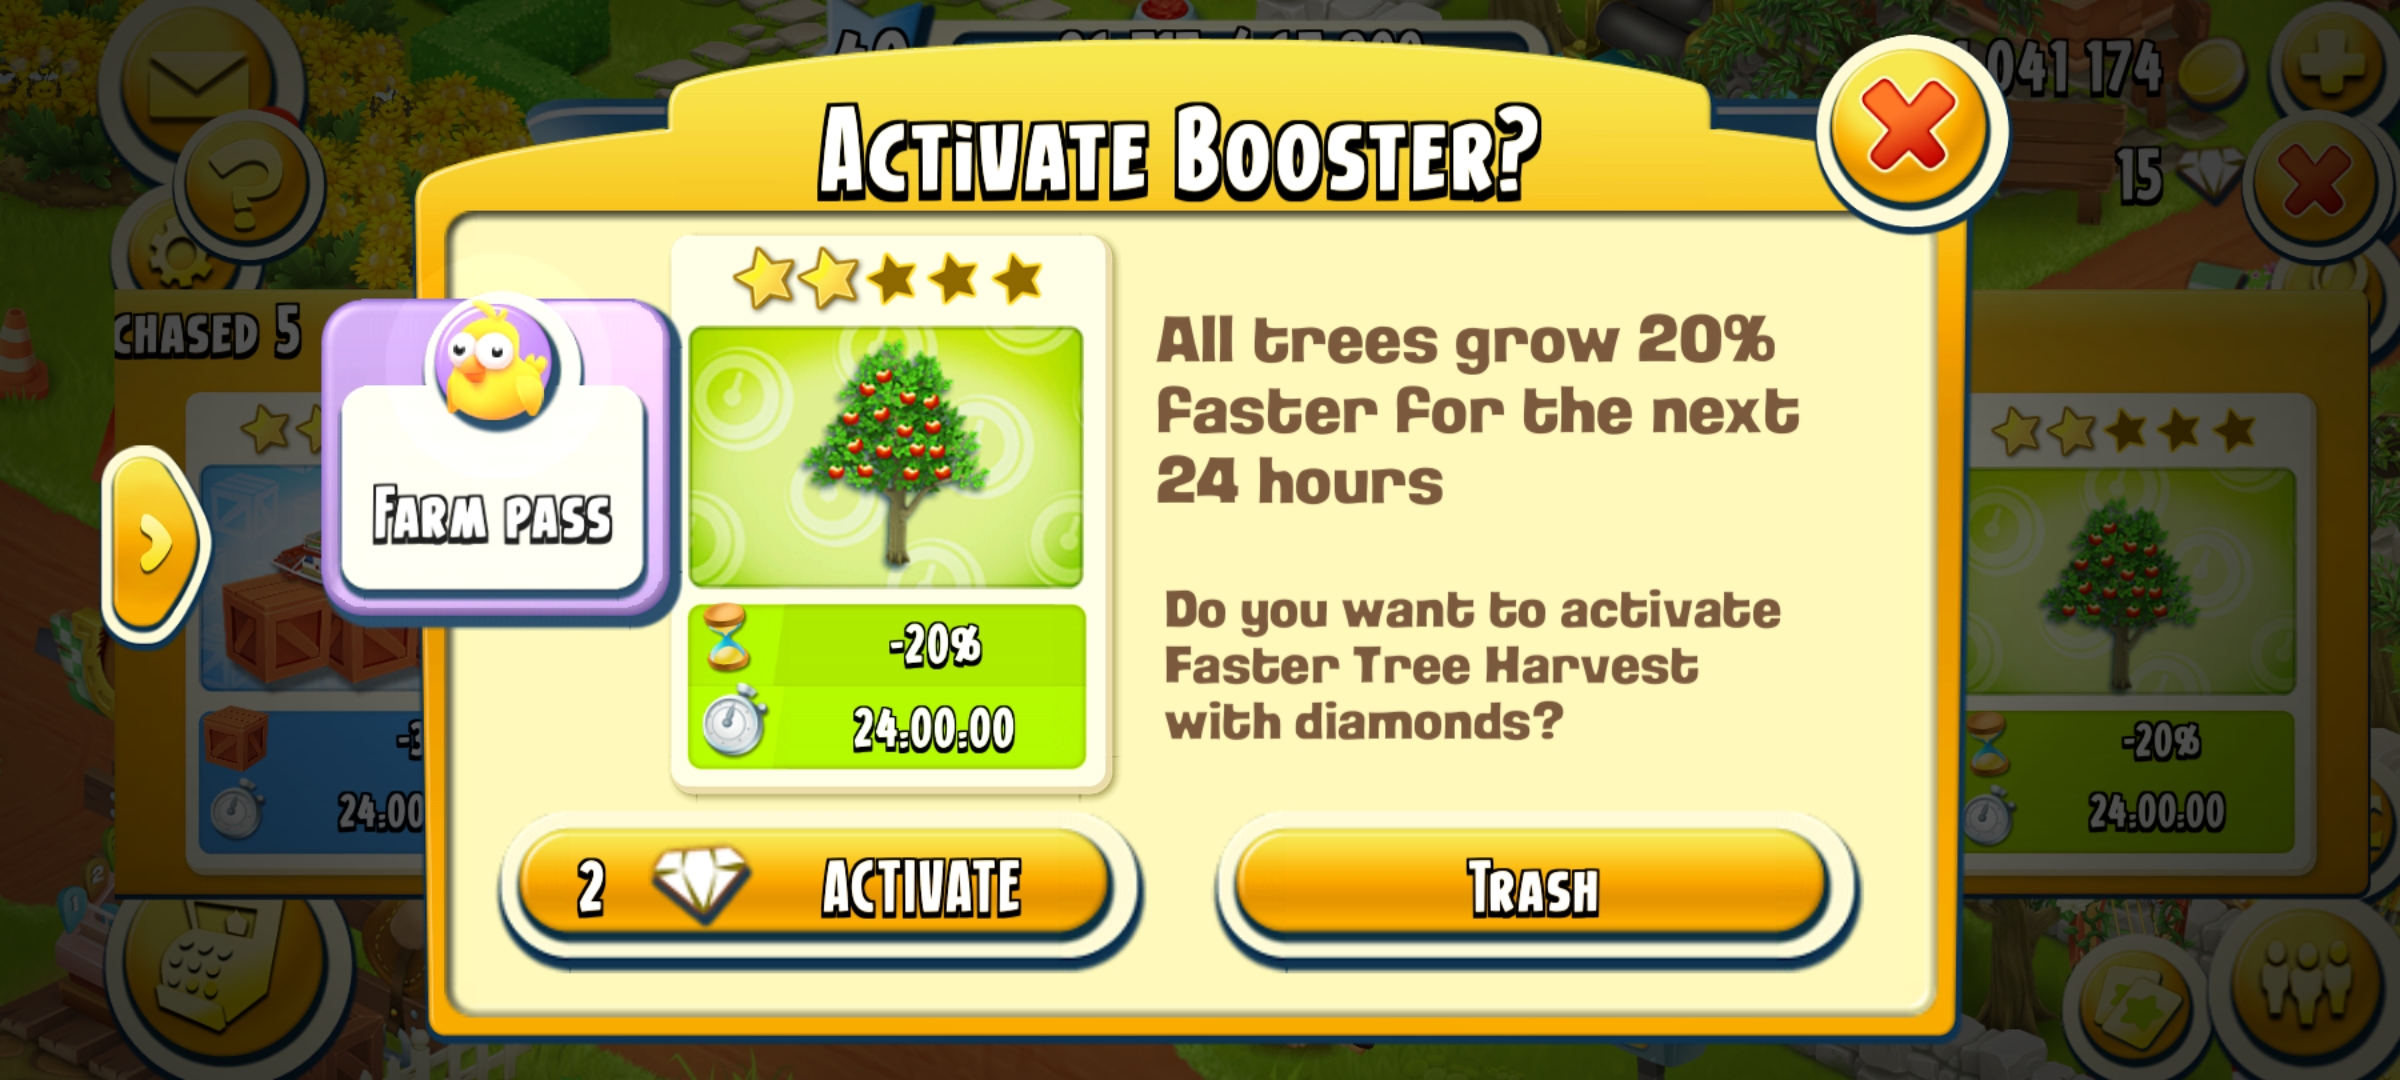 041 174
15
ACTIVATE BOOSTER?
CHASED 5
FARM PASS
All trees grow 20%
faster for the next
24 hours
-20%
24:00:00
Do you want to activate
Faster Tree Harvest
with diamonds?
24:00
-20%
24:00:00
2 ACTIVATE
TRASH
2
1